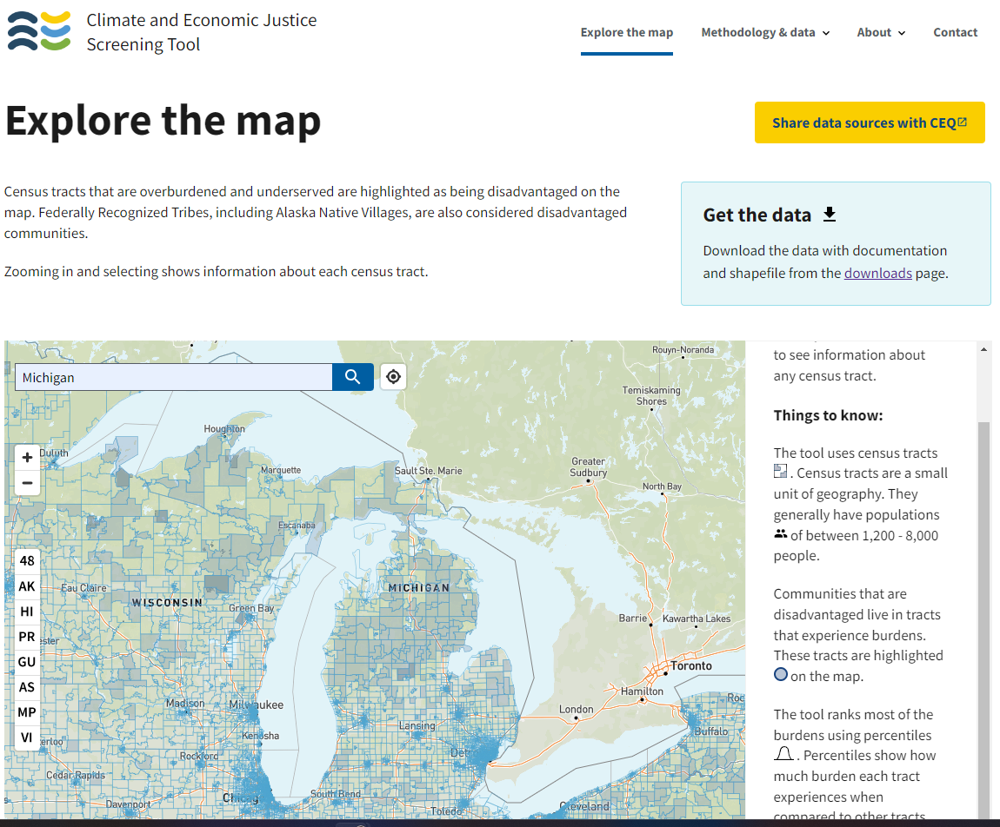 Climate and Economic Justice
Screening Tool
Explore the map
Methodology & data
About
Contact
Explore the map
Share data sources with CEQ
Census tracts that are overburdened and underserved are highlighted as being disadvantaged on the
map. Federally Recognized Tribes, including Alaska Native Villages, are also considered disadvantaged
communities.
Zooming in and selecting shows information about each census tract.
Get the data
Download the data with documentation
and shapefile from the downloads page.
Michigan
+
−
48
AK
HI
PR
GU
AS
MP
VI
Rouyn-Noranda
Temiskaming
Shores
Houghton
Duluth
Marquette
Sault Ste. Marie
Greater
Sudbury
North Bay
Escanaba
Eau Claire
WISCONSIN
MICHIGAN
Green Bay
Barrie
Kawartha Lakes
ester
Toronto
Hamilton
Madison
Milwaukee
London
Roc
Lansing
Buffalo
Kenosha
erloo
Rockford
Det
Cedar Rapids
Chicago
South Bend
Davenport
Toledo
Cleveland
to see information about
any census tract.
Things to know:
The tool uses census tracts
. Census tracts are a small
unit of geography. They
generally have populations
of between 1,200 - 8,000
people.
Communities that are
disadvantaged live in tracts
that experience burdens.
These tracts are highlighted
on the map.
The tool ranks most of the
burdens using percentiles
. Percentiles show how
much burden each tract
experiences when
compared to other tracts